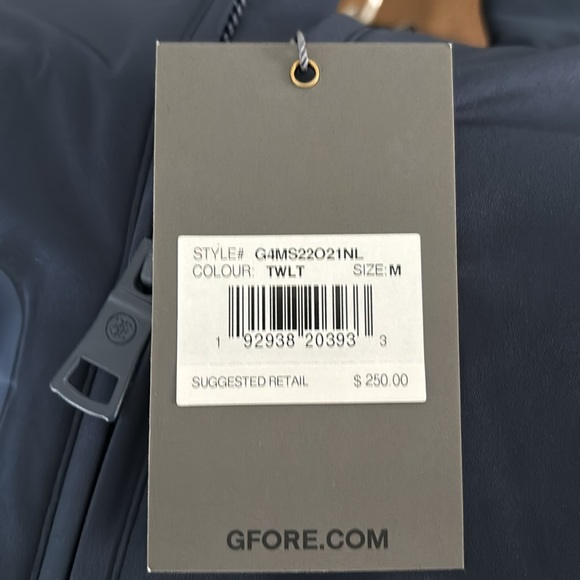 STYLE# G4MS22O21NL
COLOUR: TWLT SIZE: M
1 92938 20393 3
SUGGESTED RETAIL $ 250.00
GFORE.COM